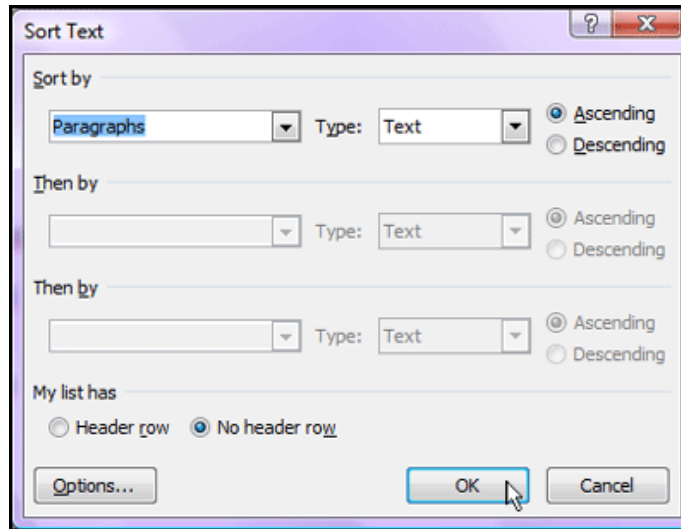 Sort Text
?
Sort by
Paragraphs Type: Text Ascending
Descending
Then by
Type: Text Ascending
Descending
Then by
Type: Text Ascending
Descending
My list has
Header row No header row
Options... OK Cancel